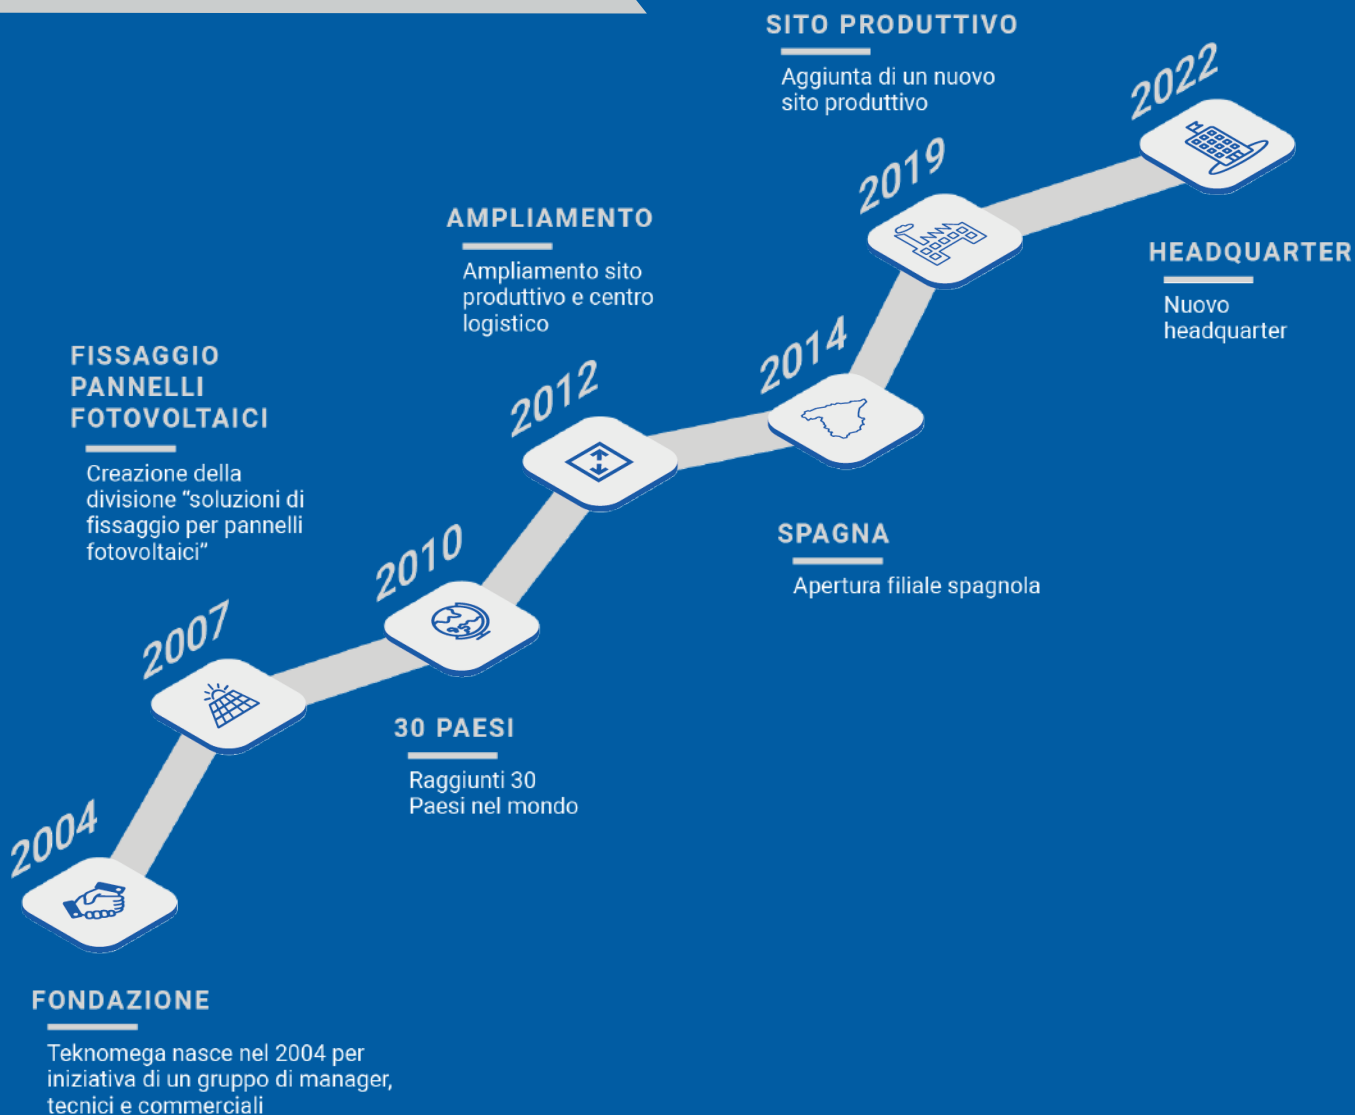 SITO PRODUTTIVO
Aggiunta di un nuovo
sito produttivo
2022
2019
HEADQUARTER
Nuovo
headquarter
AMPLIAMENTO
Ampliamento sito
produttivo e centro
logistico
2014
SPAGNA
Apertura filiale spagnola
2012
FISSAGGIO
PANNELLI
FOTOVOLTAICI
Creazione della
divisione “soluzioni di
fissaggio per pannelli
fotovoltaici”
2010
30 PAESI
Raggiunti 30
Paesi nel mondo
2007
2004
FONDAZIONE
Teknomega nasce nel 2004 per
iniziativa di un gruppo di manager,
tecnici e commerciali